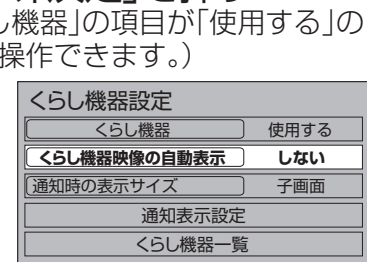 し機器」の項目が「使用する」の
操作できます。)
くらし機器設定
くらし機器 使用する
くらし機器映像の自動表示 しない
通知時の表示サイズ 子画面
通知表示設定
くらし機器一覧